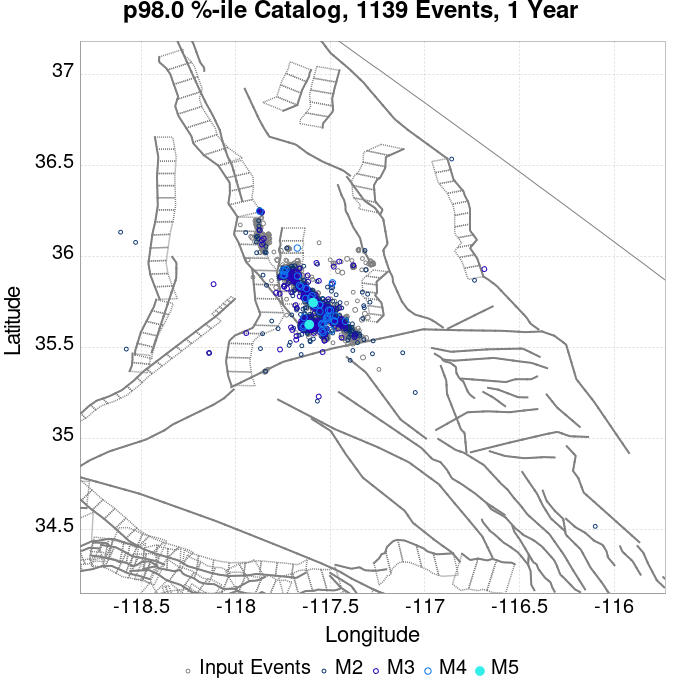 p98.0 %-ile Catalog, 1139 Events, 1 Year
37
36.5
36
35.5
35
34.5
Latitude
-118.5 -118 -117.5 -117 -116.5 -116
Longitude
Input Events M2 M3 M4 M5